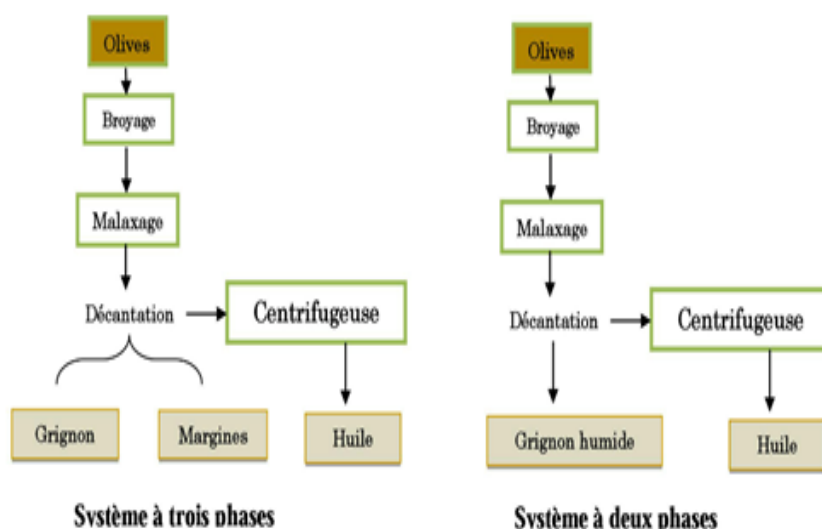 Olives
Broyage
Malaxage
Décantation
Centrifugeuse
Grignon
Margines
Huile
Système à trois phases
Olives
Broyage
Malaxage
Décantation
Centrifugeuse
Grignon humide
Huile
Système à deux phases